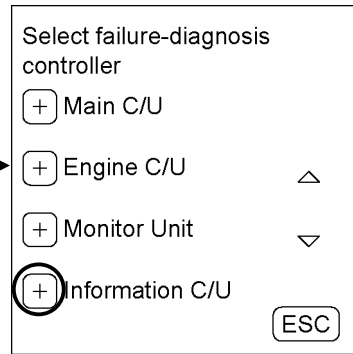 Select failure-diagnosis
controller
+ Main C/U
+ Engine C/U
+ Monitor Unit
+ Information C/U
ESC